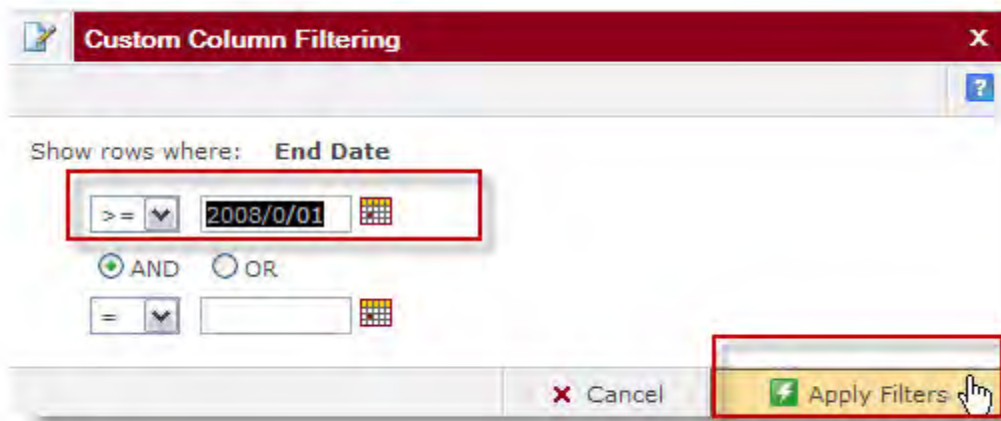 Custom Column Filtering X
?
Show rows where: End Date
>= 2008/0/01
AND OR
=
Cancel Apply Filters